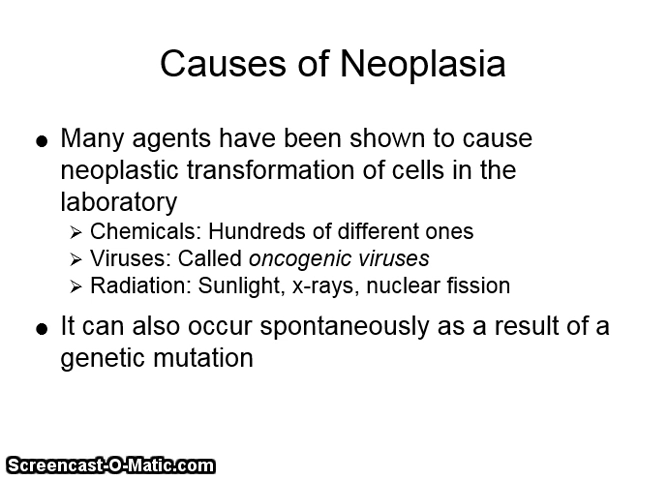 Causes of Neoplasia
● Many agents have been shown to cause
neoplastic transformation of cells in the
laboratory
➢ Chemicals: Hundreds of different ones
➢ Viruses: Called oncogenic viruses
➢ Radiation: Sunlight, x-rays, nuclear fission
● It can also occur spontaneously as a result of a
genetic mutation
Screencast-O-Matic.com